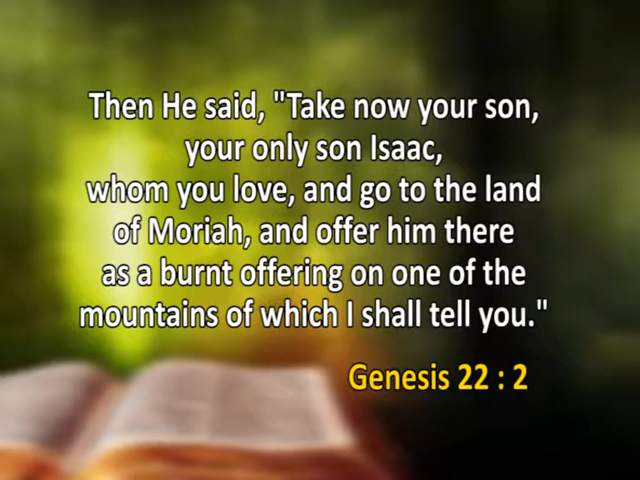 Then He said, "Take now your son,
your only son Isaac,
whom you love, and go to the land
of Moriah, and offer him there
as a burnt offering on one of the
mountains of which I shall tell you."
Genesis 22 : 2